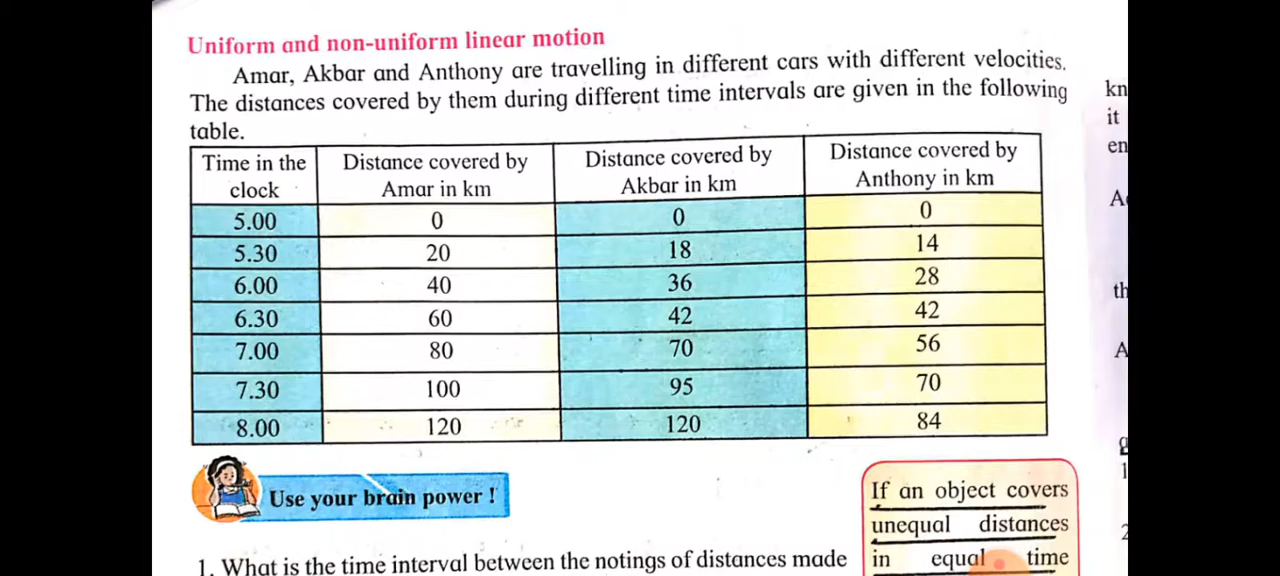 Uniform and non-uniform linear motion
Amar, Akbar and Anthony are travelling in different cars with different velocities.
The distances covered by them during different time intervals are given in the following
table.
Time in the clock Distance covered by Amar in km Distance covered by Akbar in km Distance covered by Anthony in km
5.00 0 0 0
5.30 20 18 14
6.00 40 36 28
6.30 60 42 42
7.00 80 70 56
7.30 100 95 70
8.00 120 120 84
Use your brain power !
1. What is the time interval between the notings of distances made
If an object covers
unequal distances
in equal time
kn
it
en
th
A